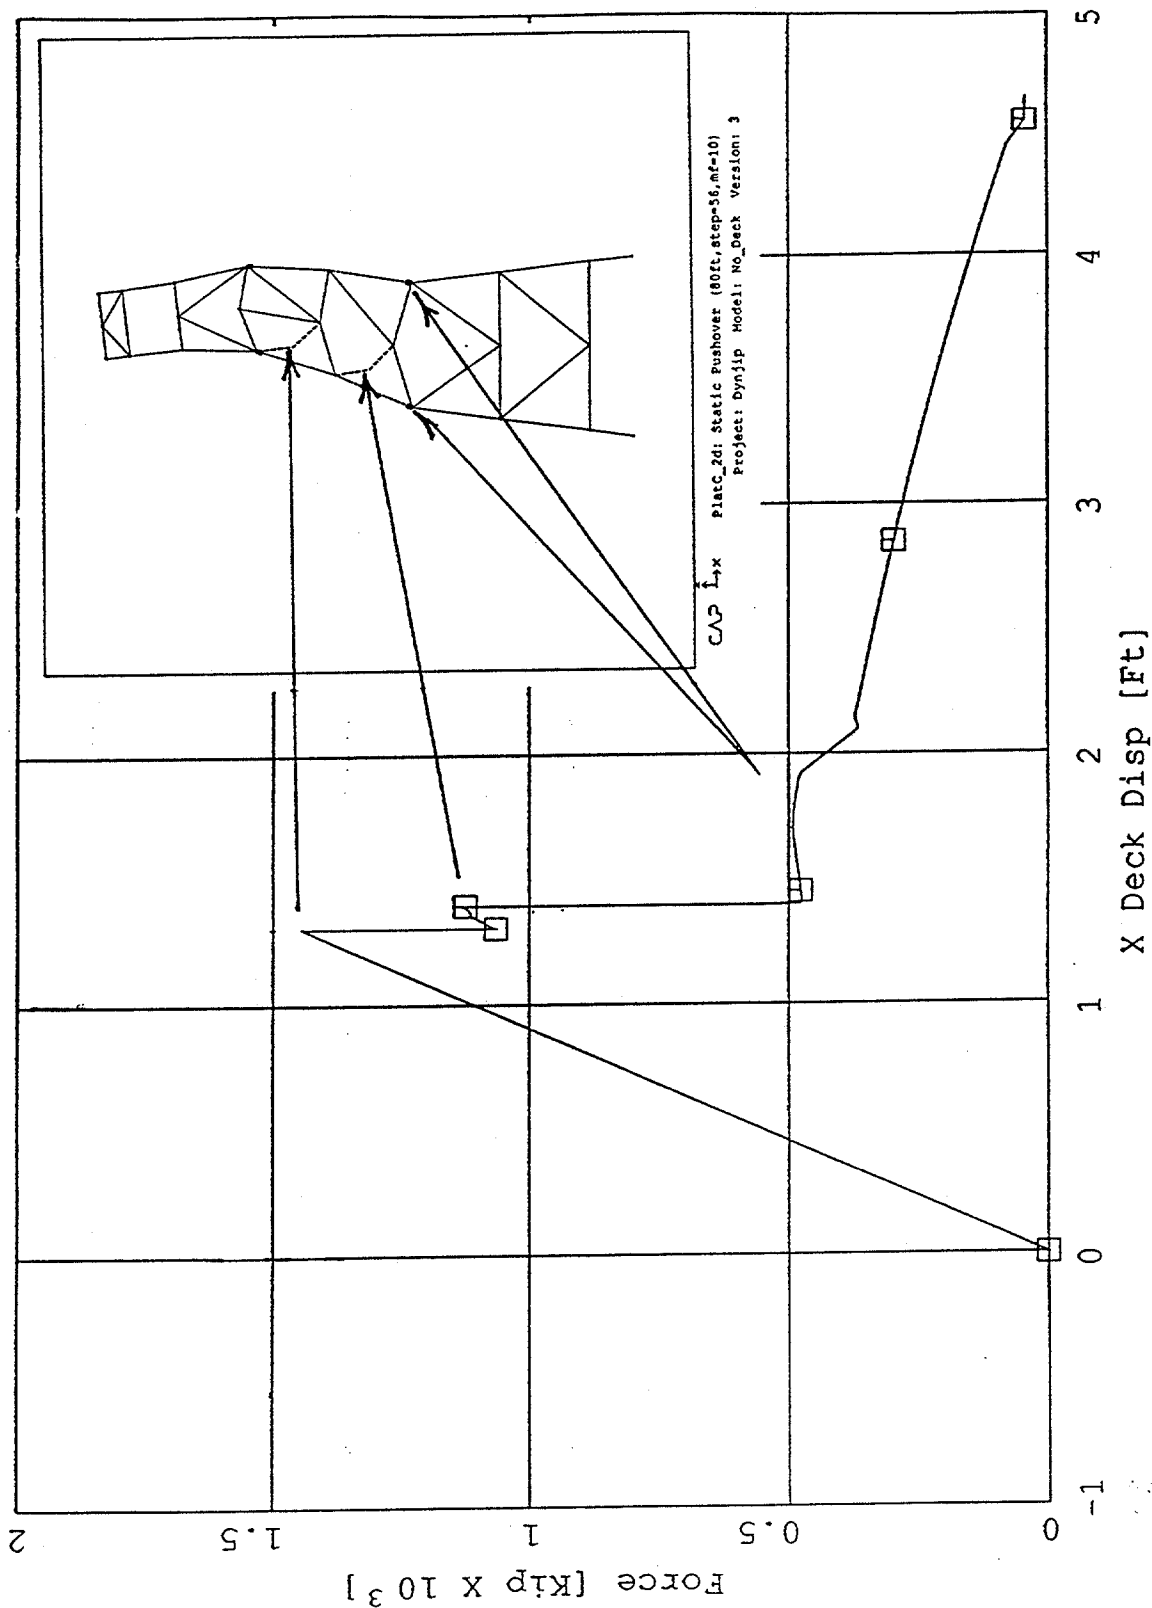 2
1.5
1
0.5
0
Force [Kip X 10 3]
-1
0
1
2
3
4
5
X Deck Disp [Ft]
CAP
x
PlatC_2d: Static Pushover (80ft,step=56,mf=10)
Project: Dynjip Model: No_Deck Version: 3